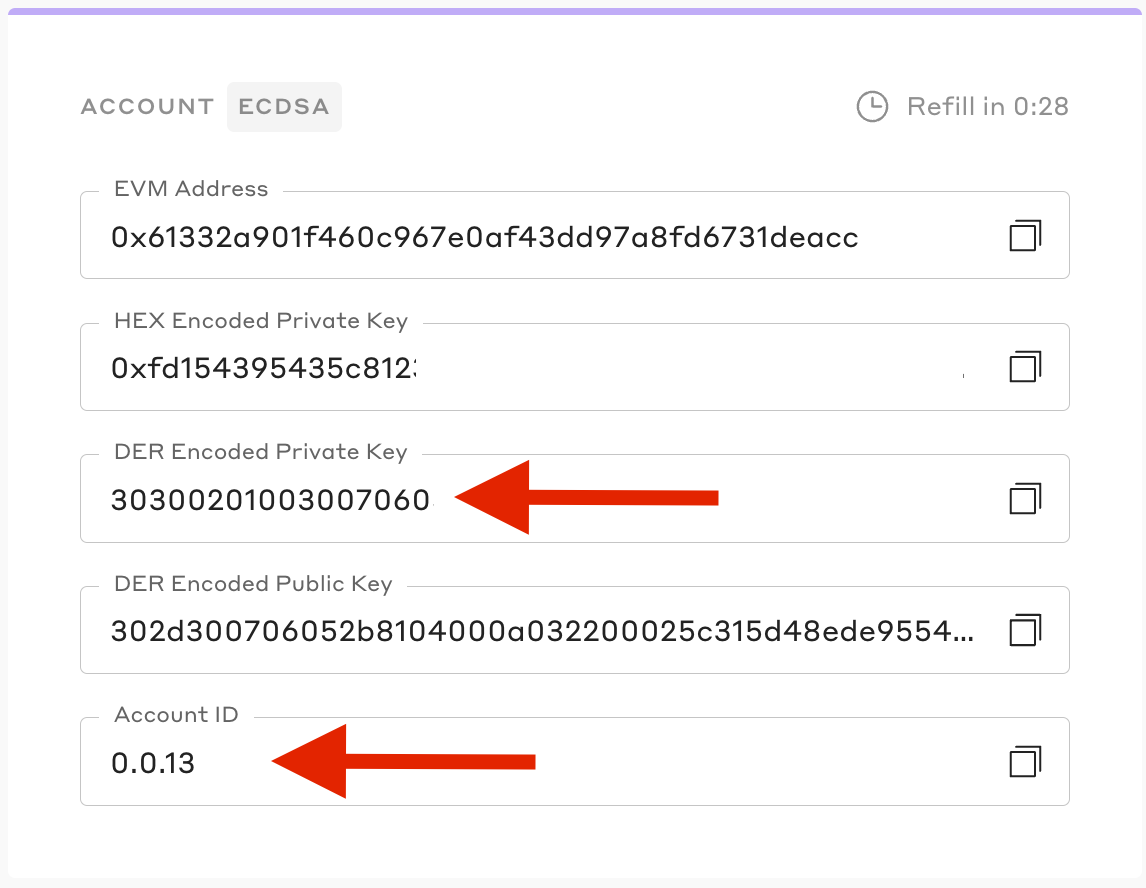 ACCOUNT ECDSA Refill in 0:28
EVM Address
0x61332a901f460c967e0af43dd97a8fd6731deacc
HEX Encoded Private Key
0xfd154395435c812
DER Encoded Private Key
30300201003007060
DER Encoded Public Key
302d300706052b8104000a032200025c315d48ede9554...
Account ID
0.0.13